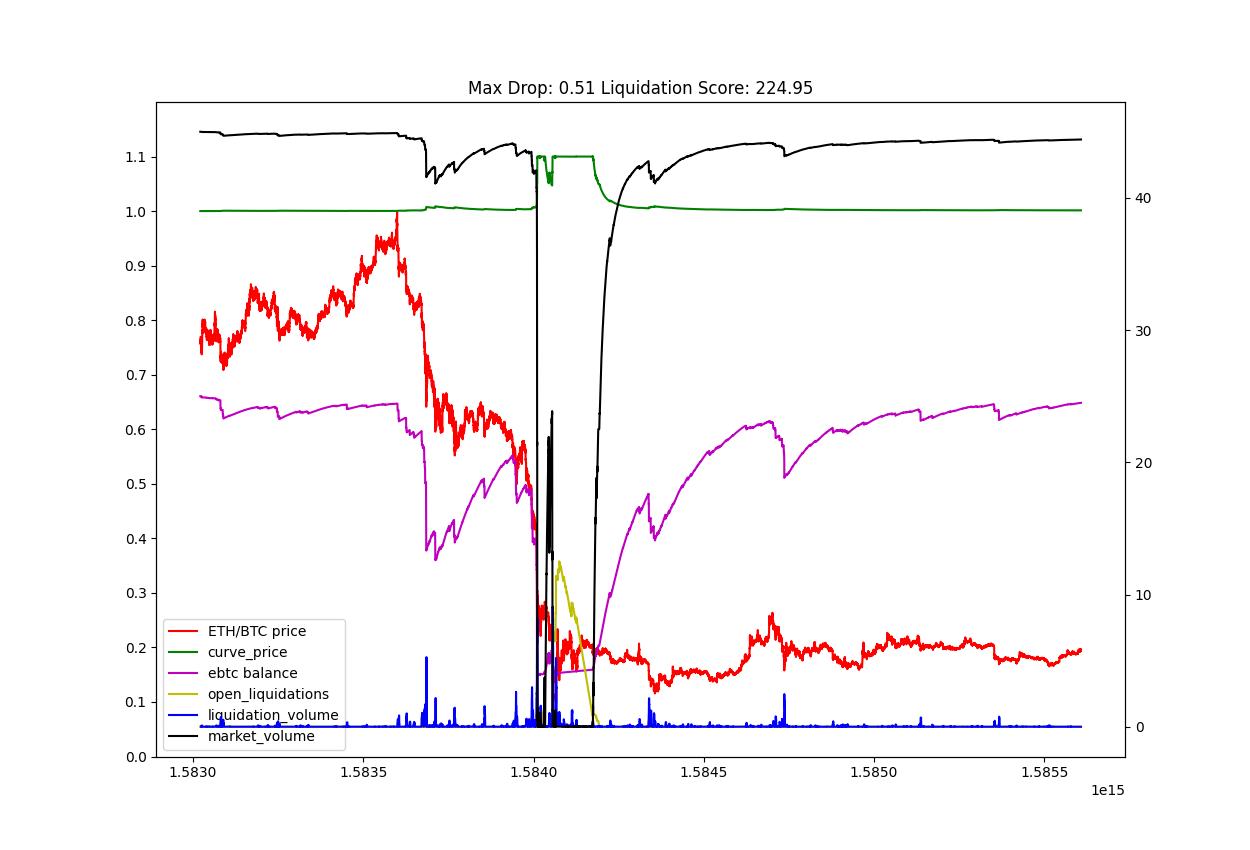 Max Drop: 0.51 Liquidation Score: 224.95
1.1
1.0
0.9
0.8
0.7
0.6
0.5
0.4
0.3
0.2
0.1
0.0
40
30
20
10
0
ETH/BTC price
curve_price
ebtc balance
open_liquidations
liquidation_volume
market_volume
1.5830 1.5835 1.5840 1.5845 1.5850 1.5855
1e15